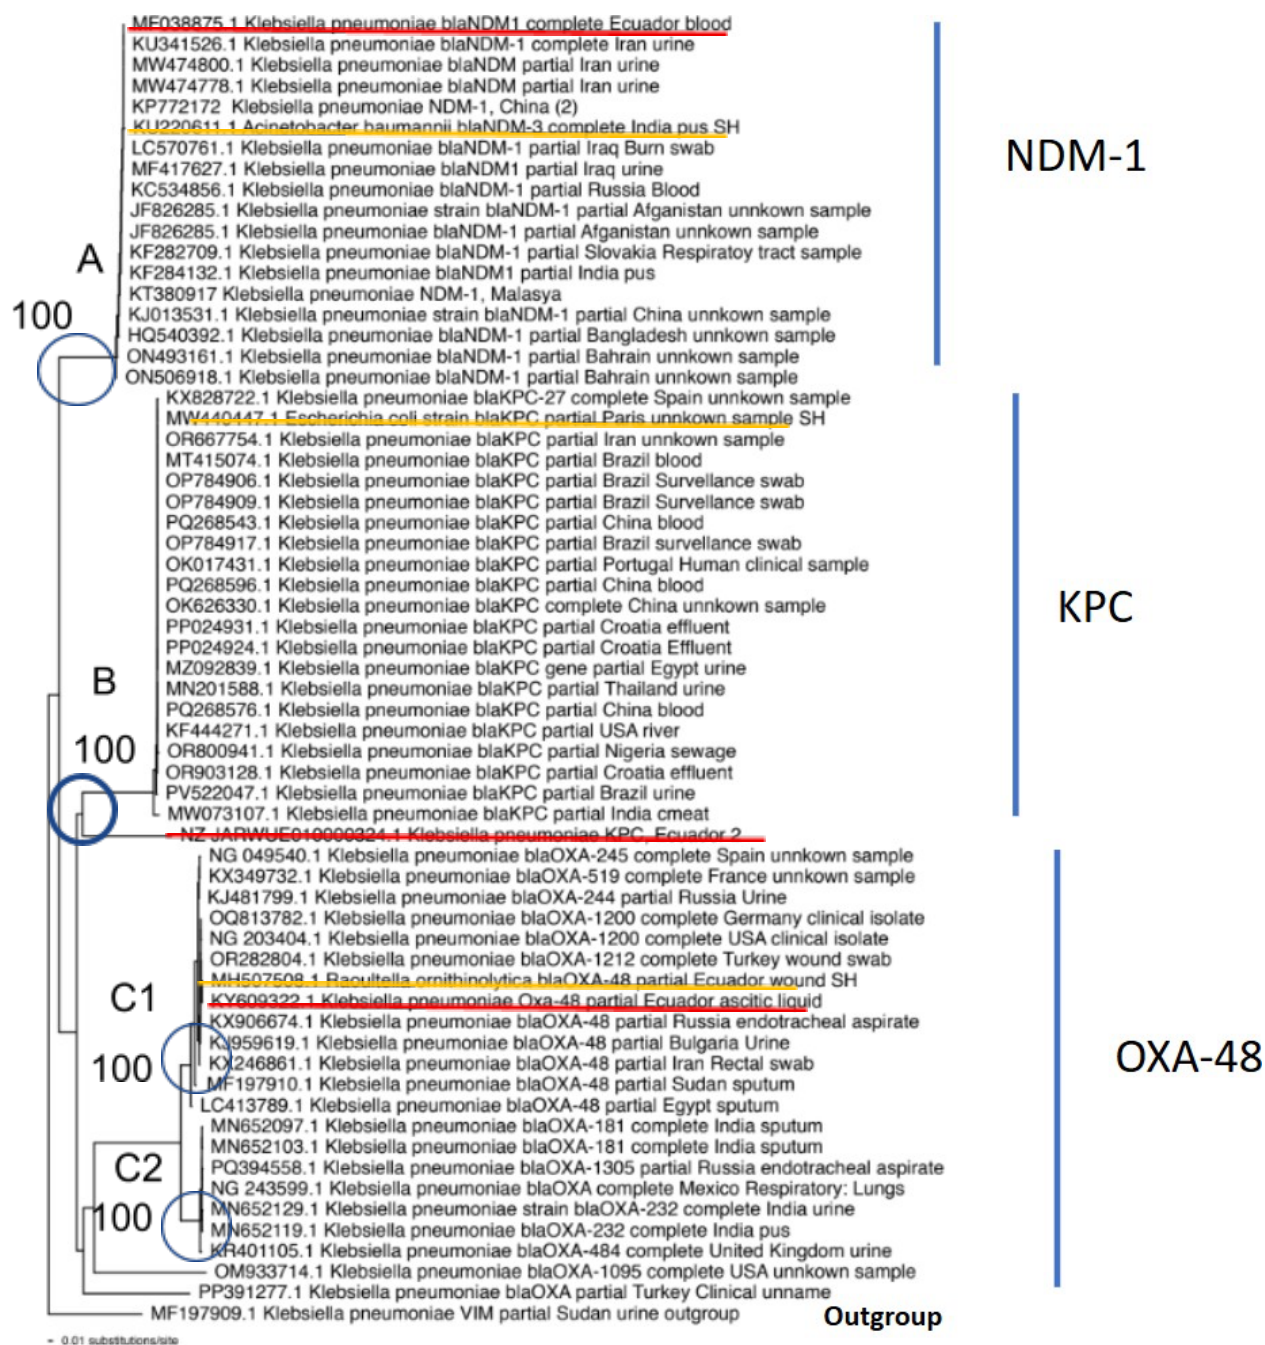 MF038875.1 Klebsiella pneumoniae blaNDM1 complete Ecuador blood
KU341526.1 Klebsiella pneumoniae blaNDM-1 complete Iran urine
MW474800.1 Klebsiella pneumoniae blaNDM partial Iran urine
MW474778.1 Klebsiella pneumoniae blaNDM partial Iran urine
KP772172 Klebsiella pneumoniae NDM-1, China (2)
KU220611.1 Acinetobacter baumannii blaNDM-3 complete India pus SH
LC570761.1 Klebsiella pneumoniae blaNDM-1 partial Iraq Burn swab
MF417627.1 Klebsiella pneumoniae blaNDM1 partial Iraq urine
KC534856.1 Klebsiella pneumoniae blaNDM-1 partial Russia Blood
JF826285.1 Klebsiella pneumoniae strain blaNDM-1 partial Afganistan unnkown sample
JF826285.1 Klebsiella pneumoniae blaNDM-1 partial Afganistan unnkown sample
KF282709.1 Klebsiella pneumoniae blaNDM-1 partial Slovakia Respiratoy tract sample
KF284132.1 Klebsiella pneumoniae blaNDM1 partial India pus
KT380917 Klebsiella pneumoniae NDM-1, Malasya
KJ013531.1 Klebsiella pneumoniae strain blaNDM-1 partial China unnkown sample
HQ540392.1 Klebsiella pneumoniae blaNDM-1 partial Bangladesh unnkown sample
ON493161.1 Klebsiella pneumoniae blaNDM-1 partial Bahrain unnkown sample
ON506918.1 Klebsiella pneumoniae blaNDM-1 partial Bahrain unnkown sample
A
100
NDM-1
KX828722.1 Klebsiella pneumoniae blaKPC-27 complete Spain unnkown sample
MW440447.1 Escherichia coli strain blaKPC partial Paris unnkown sample SH
OR667754.1 Klebsiella pneumoniae blaKPC partial Iran unnkown sample
MT415074.1 Klebsiella pneumoniae blaKPC partial Brazil blood
OP784906.1 Klebsiella pneumoniae blaKPC partial Brazil Survellance swab
OP784909.1 Klebsiella pneumoniae blaKPC partial Brazil Survellance swab
PQ268543.1 Klebsiella pneumoniae blaKPC partial China blood
OP784917.1 Klebsiella pneumoniae blaKPC partial Brazil survellance swab
OK017431.1 Klebsiella pneumoniae blaKPC partial Portugal Human clinical sample
PQ268596.1 Klebsiella pneumoniae blaKPC partial China blood
OK626330.1 Klebsiella pneumoniae blaKPC complete China unnkown sample
PP024931.1 Klebsiella pneumoniae blaKPC partial Croatia effluent
PP024924.1 Klebsiella pneumoniae blaKPC partial Croatia Effluent
MZ092839.1 Klebsiella pneumoniae blaKPC gene partial Egypt urine
MN201588.1 Klebsiella pneumoniae blaKPC partial Thailand urine
PQ268576.1 Klebsiella pneumoniae blaKPC partial China blood
KF444271.1 Klebsiella pneumoniae blaKPC partial USA river
OR800941.1 Klebsiella pneumoniae blaKPC partial Nigeria sewage
OR903128.1 Klebsiella pneumoniae blaKPC partial Croatia effluent
PV522047.1 Klebsiella pneumoniae blaKPC partial Brazil urine
MW073107.1 Klebsiella pneumoniae blaKPC partial India cmeat
NZ JARWUE010000324.1 Klebsiella pneumoniae KPC, Ecuador 2
B
100
KPC
NG 049540.1 Klebsiella pneumoniae blaOXA-245 complete Spain unnkown sample
KX349732.1 Klebsiella pneumoniae blaOXA-519 complete France unnkown sample
KJ481799.1 Klebsiella pneumoniae blaOXA-244 partial Russia Urine
OQ813782.1 Klebsiella pneumoniae blaOXA-1200 complete Germany clinical isolate
NG 203404.1 Klebsiella pneumoniae blaOXA-1200 complete USA clinical isolate
OR282804.1 Klebsiella pneumoniae blaOXA-1212 complete Turkey wound swab
MH507508.1 Raoultella ornithinolytica blaOXA-48 partial Ecuador wound SH
KY609322.1 Klebsiella pneumoniae Oxa-48 partial Ecuador ascitic liquid
KX906674.1 Klebsiella pneumoniae blaOXA-48 partial Russia endotracheal aspirate
KJ959619.1 Klebsiella pneumoniae blaOXA-48 partial Bulgaria Urine
KX246861.1 Klebsiella pneumoniae blaOXA-48 partial Iran Rectal swab
MF197910.1 Klebsiella pneumoniae blaOXA-48 partial Sudan sputum
LC413789.1 Klebsiella pneumoniae blaOXA-48 partial Egypt sputum
C1
100
OXA-48
MN652097.1 Klebsiella pneumoniae blaOXA-181 complete India sputum
MN652103.1 Klebsiella pneumoniae blaOXA-181 complete India sputum
PQ394558.1 Klebsiella pneumoniae blaOXA-1305 partial Russia endotracheal aspirate
NG 243599.1 Klebsiella pneumoniae blaOXA complete Mexico Respiratory: Lungs
MN652129.1 Klebsiella pneumoniae strain blaOXA-232 complete India urine
MN652119.1 Klebsiella pneumoniae blaOXA-232 complete India pus
KR401105.1 Klebsiella pneumoniae blaOXA-484 complete United Kingdom urine
C2
100
OM933714.1 Klebsiella pneumoniae blaOXA-1095 complete USA unnkown sample
PP391277.1 Klebsiella pneumoniae blaOXA partial Turkey Clinical unname
MF197909.1 Klebsiella pneumoniae VIM partial Sudan urine outgroup
Outgroup
0.01 substitutions/site